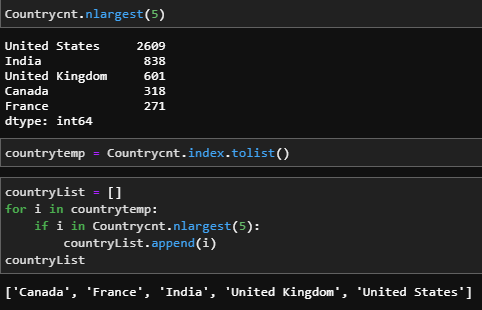 Countrycnt.nlargest(5)
United States     2609
India              838
United Kingdom     601
Canada             318
France             271
dtype: int64
countrytemp = Countrycnt.index.tolist()
countryList = []
for i in countrytemp:
    if i in Countrycnt.nlargest(5):
        countryList.append(i)
countryList
['Canada', 'France', 'India', 'United Kingdom', 'United States']